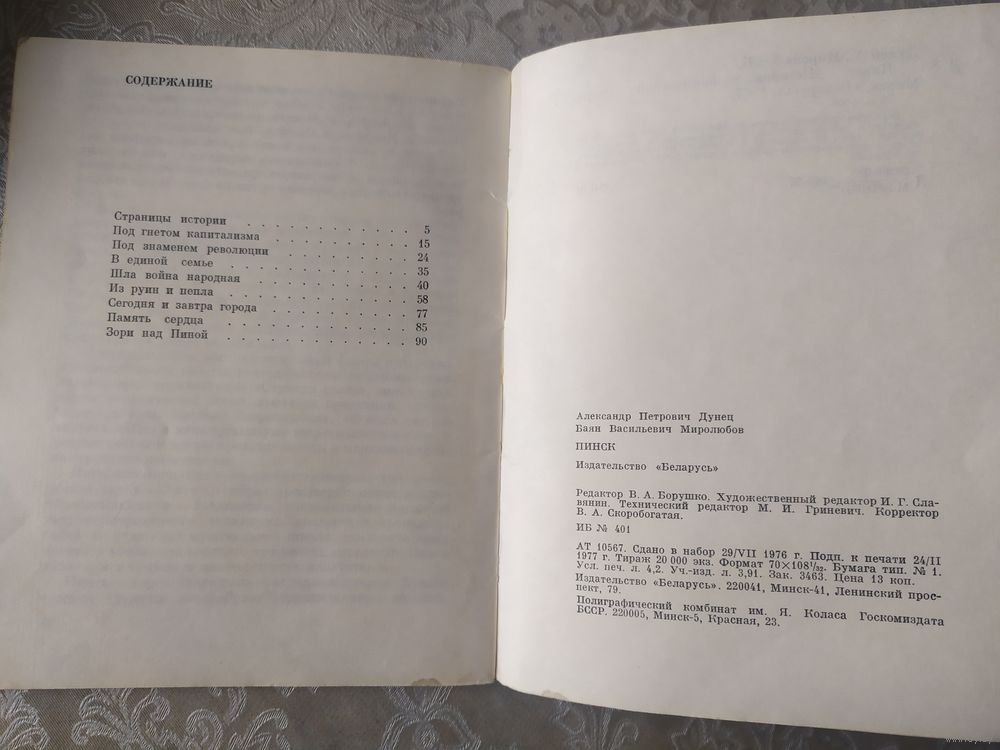 СОДЕРЖАНИЕ
Страницы истории . . . . . . . . . . . . 5
Под гнетом капитализма . . . . . . . . . . 15
Под знаменем революции . . . . . . . . . 24
В единой семье . . . . . . . . . . . . . 35
Шла война народная . . . . . . . . . . . 40
Из руин и пепла . . . . . . . . . . . . . 58
Сегодня и завтра города . . . . . . . . . . 77
Память сердца . . . . . . . . . . . . . 85
Зори над Пиной . . . . . . . . . . . . . 90
Александр Петрович Дунец
Баян Васильевич Миролюбов
ПИНСК
Издательство «Беларусь»
Редактор В. А. Борушко. Художественный редактор И. Г. Сла-
вянин. Технический редактор М. И. Гриневич. Корректор
В. А. Скоробогатая.
ИБ № 401
АТ 10567. Сдано в набор 29/VII 1976 г. Подп. к печати 24/II
1977 г. Тираж 20 000 экз. Формат 70×108¹/₃₂. Бумага тип. № 1.
Усл. печ. л. 4,2. Уч.-изд. л. 3,91. Зак. 3463. Цена 13 коп.
Издательство «Беларусь». 220041, Минск-41, Ленинский прос-
пект, 79.
Полиграфический комбинат им. Я. Коласа Госкомиздата
БССР. 220005, Минск-5, Красная, 23.